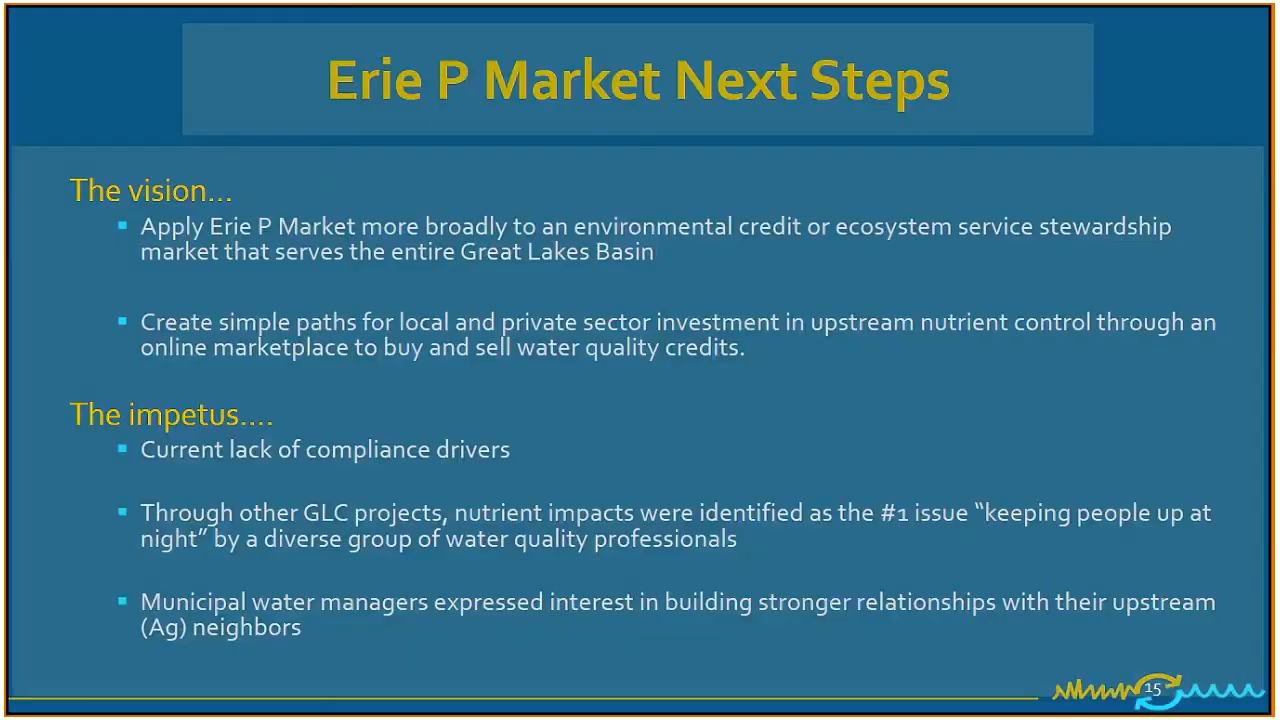 Erie P Market Next Steps
The vision...
Apply Erie P Market more broadly to an environmental credit or ecosystem service stewardship
market that serves the entire Great Lakes Basin
Create simple paths for local and private sector investment in upstream nutrient control through an
online marketplace to buy and sell water quality credits.
The impetus....
Current lack of compliance drivers
Through other GLC projects, nutrient impacts were identified as the #1 issue “keeping people up at
night” by a diverse group of water quality professionals
Municipal water managers expressed interest in building stronger relationships with their upstream
(Ag) neighbors
15